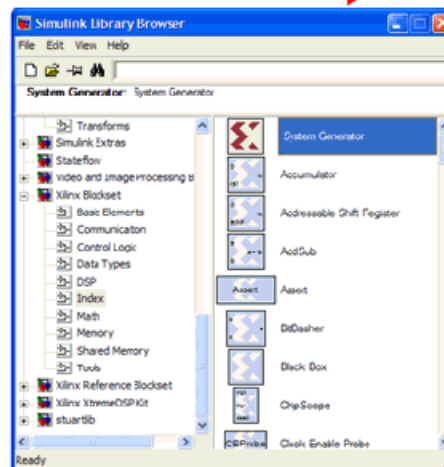 Simulink Library Browser
File Edit View Help
System Generator: System Generator
Transforms
Simulink Extras
Stateflow
Video and Image Processing B
Xilinx Blockset
Basic Elements
Communication
Control Logic
Data Types
DSP
Index
Math
Memory
Shared Memory
Tools
Xilinx Reference Blockset
Xilinx XtremeDSP Kit
stuartlib
System Generator
Accumulator
Addressable Shift Register
AddSub
Assert
Assert
BitBasher
Black Box
ChipScope
CEProbe
Clock Enable Probe
Ready